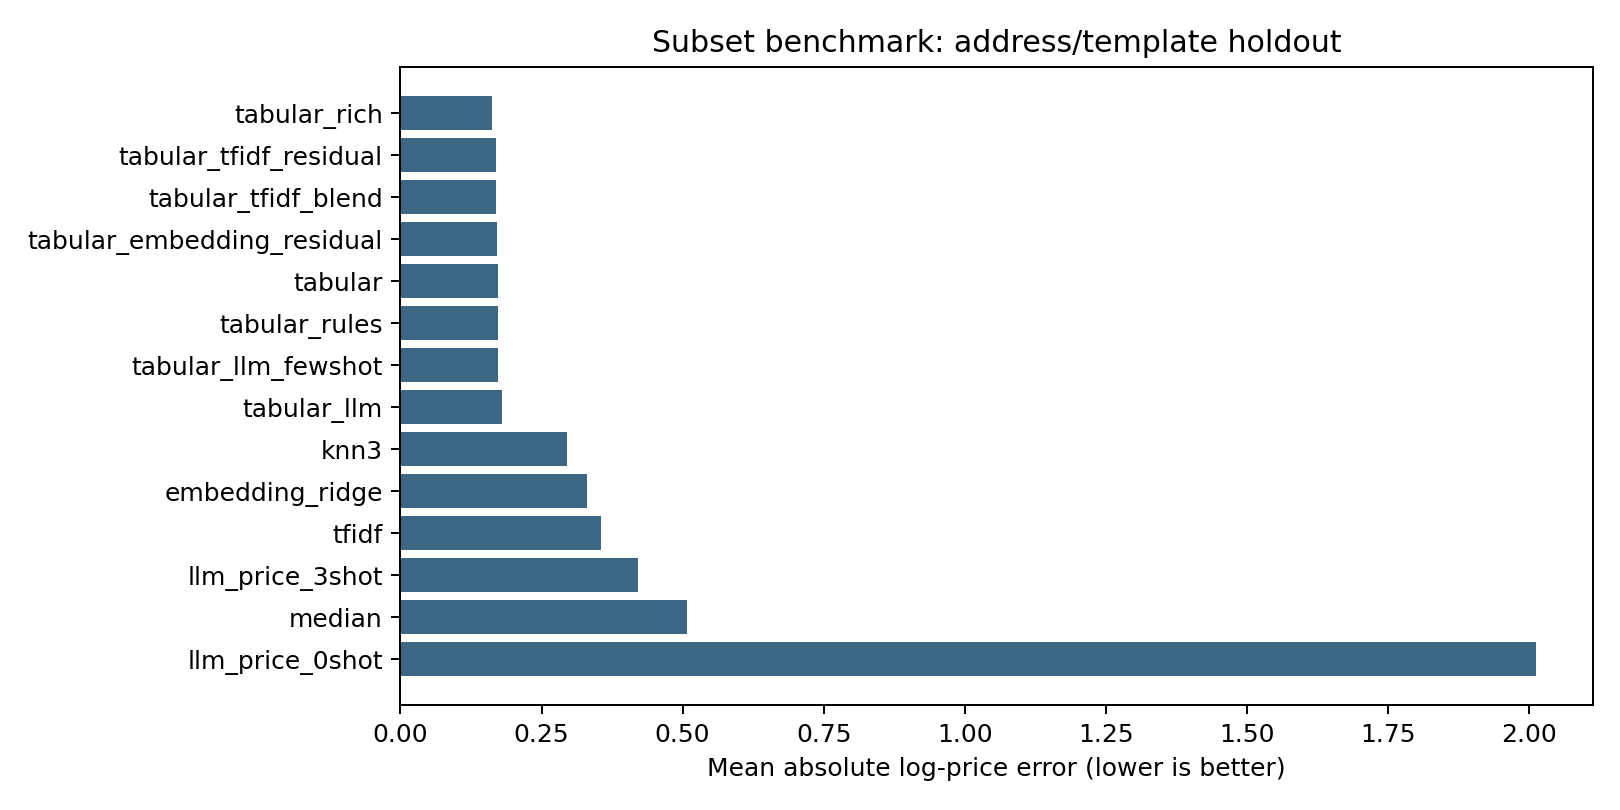 Subset benchmark: address/template holdout
tabular_rich
tabular_tfidf_residual
tabular_tfidf_blend
tabular_embedding_residual
tabular
tabular_rules
tabular_llm_fewshot
tabular_llm
knn3
embedding_ridge
tfidf
llm_price_3shot
median
llm_price_0shot
0.00 0.25 0.50 0.75 1.00 1.25 1.50 1.75 2.00
Mean absolute log-price error (lower is better)